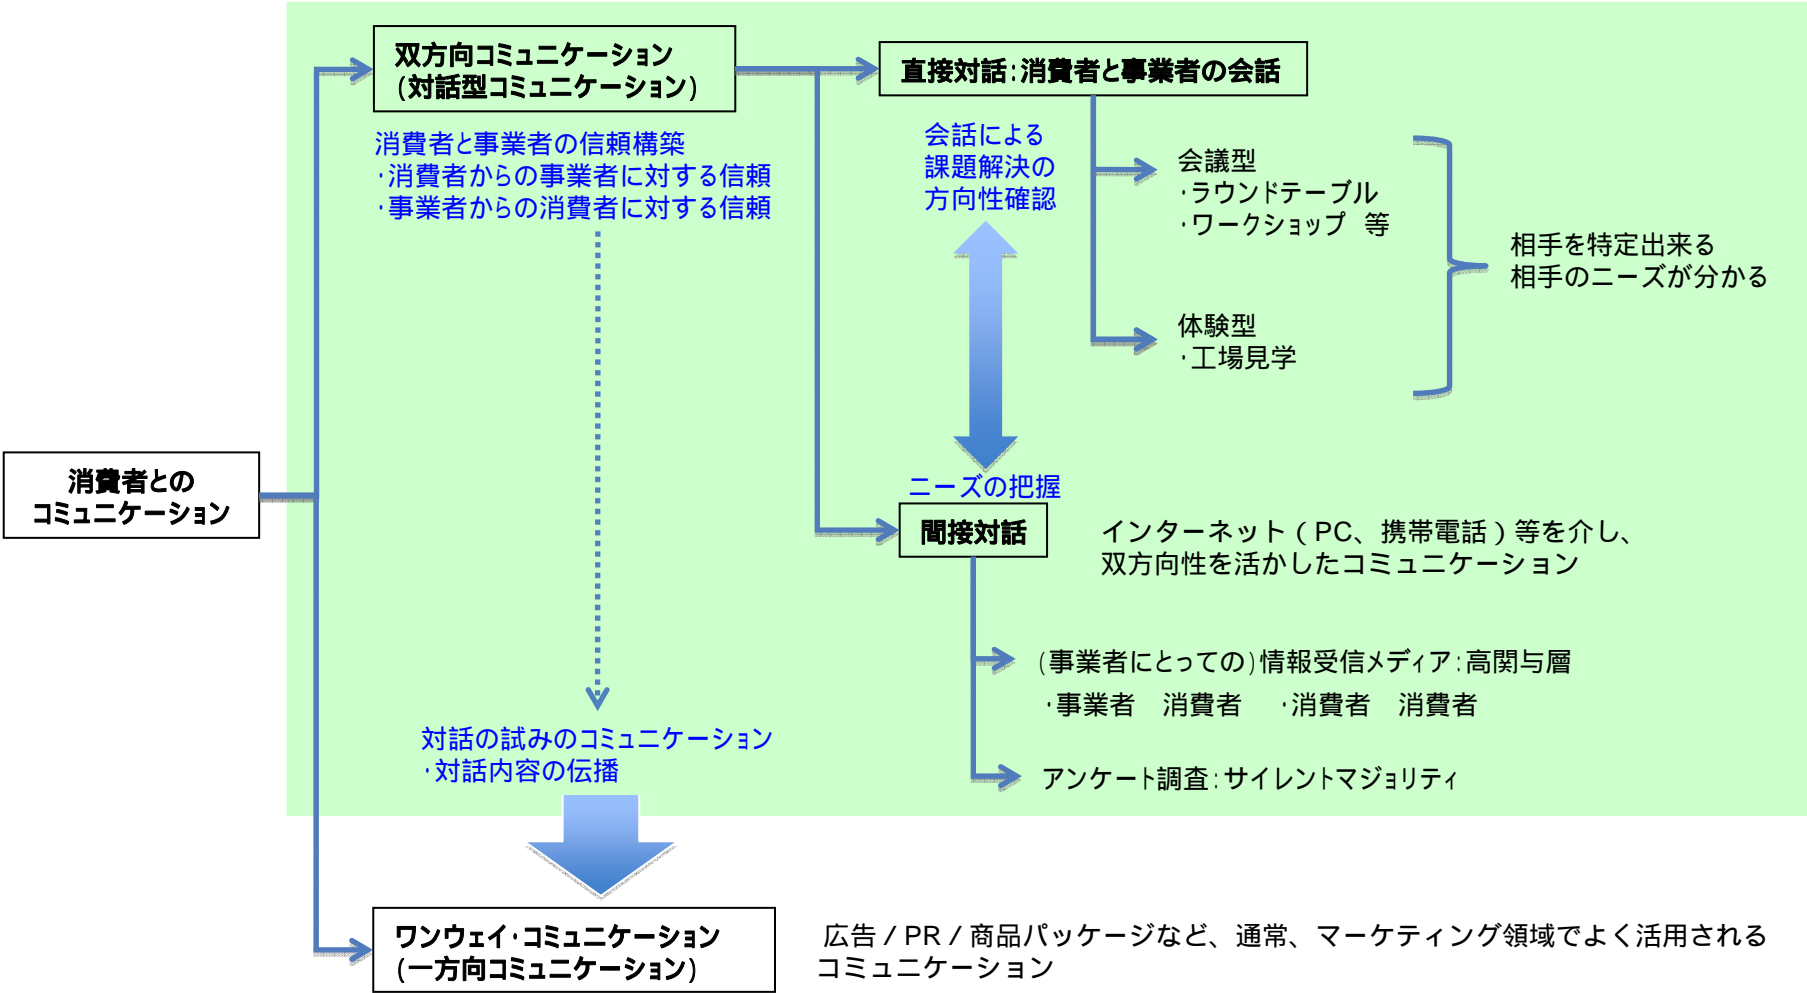 双方向コミュニケーション
(対話型コミュニケーション)
消費者と事業者の信頼構築
・消費者からの事業者に対する信頼
・事業者からの消費者に対する信頼
直接対話:消費者と事業者の会話
会話による
課題解決の
方向性確認
会議型
・ラウンドテーブル
・ワークショップ 等
体験型
・工場見学
相手を特定出来る
相手のニーズが分かる
消費者との
コミュニケーション
ニーズの把握
間接対話
インターネット(PC、携帯電話)等を介し、
双方向性を活かしたコミュニケーション
(事業者にとっての)情報受信メディア:高関与層
・事業者 消費者 ・消費者 消費者
アンケート調査:サイレントマジョリティ
対話の試みのコミュニケーション
・対話内容の伝播
ワンウェイ・コミュニケーション
(一方向コミュニケーション)
広告/PR/商品パッケージなど、通常、マーケティング領域でよく活用される
コミュニケーション